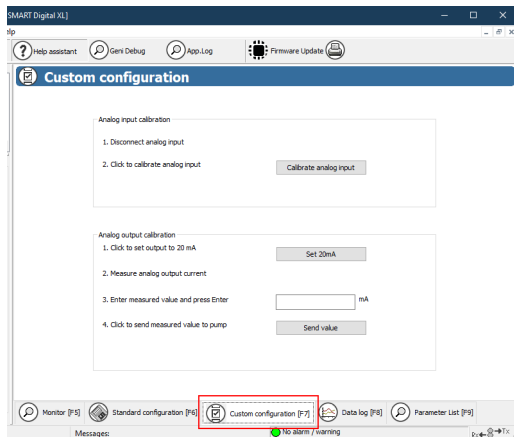 SMART Digital XL]
elp
Help assistant Geni Debug App.Log Firmware Update
Custom configuration
Analog input calibration
1. Disconnect analog input
2. Click to calibrate analog input Calibrate analog input
Analog output calibration
1. Click to set output to 20 mA Set 20mA
2. Measure analog output current
3. Enter measured value and press Enter mA
4. Click to send measured value to pump Send value
Monitor [F5] Standard configuration [F6] Custom configuration [F7] Data log [F8] Parameter List [F9]
Messages: No alarm / warning Rx Tx